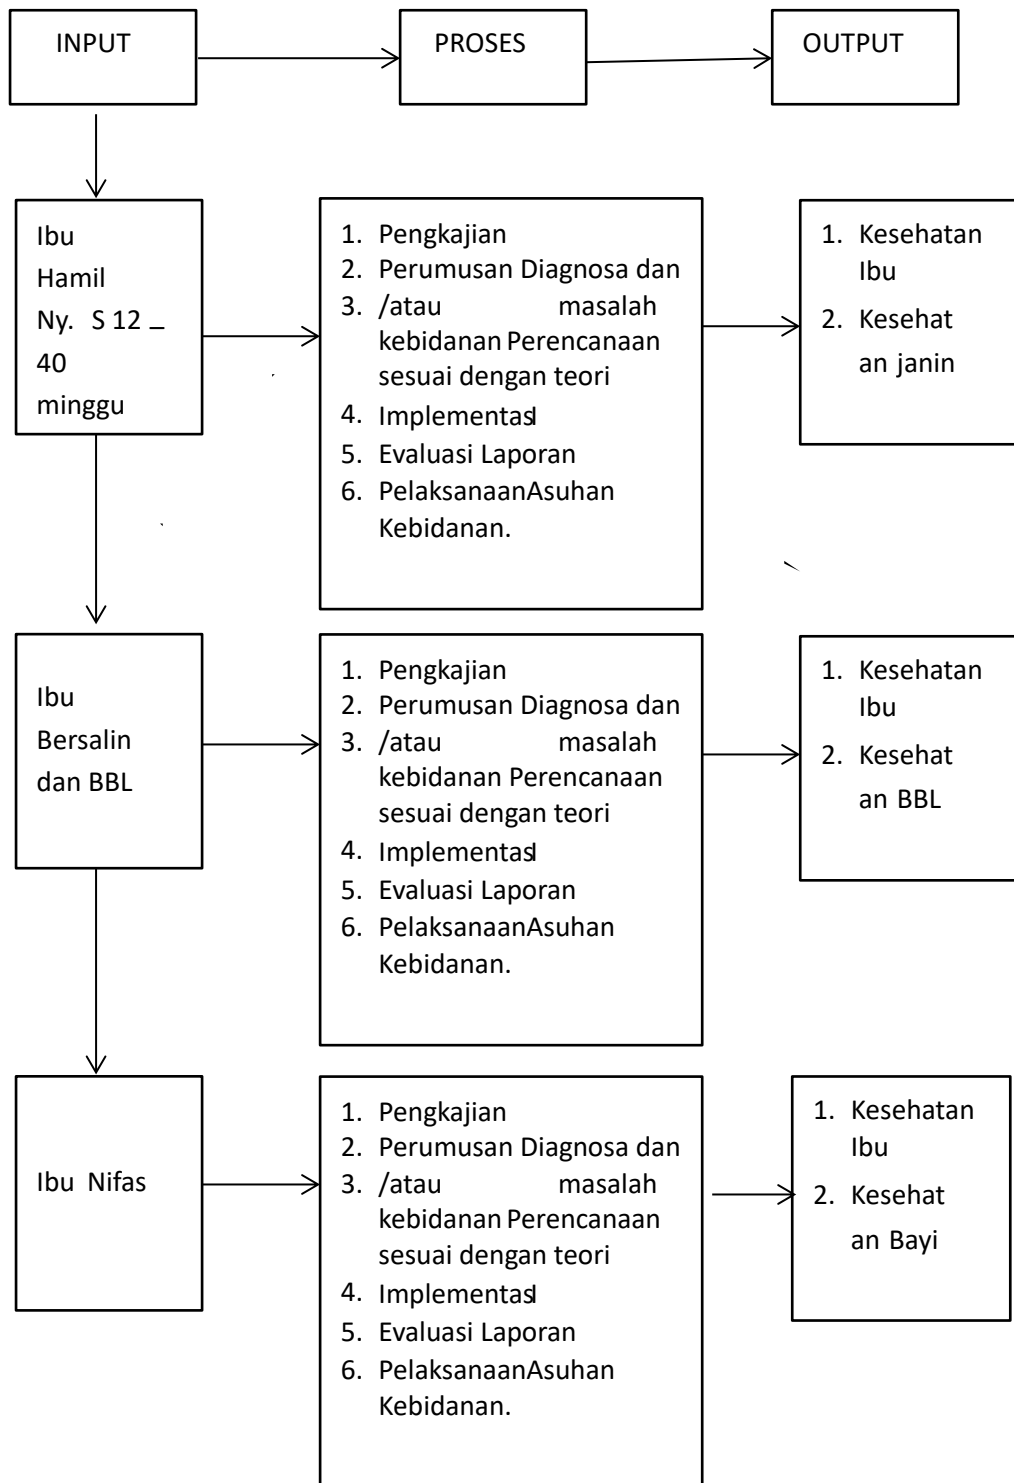 INPUT
PROSES
OUTPUT
Ibu
Hamil
Ny. S 12 _
40
minggu
1. Pengkajian
2. Perumusan Diagnosa dan
3. /atau masalah
kebidanan Perencanaan
sesuai dengan teori
4. ImplementasI
5. Evaluasi Laporan
6. PelaksanaanAsuhan
Kebidanan.
1. Kesehatan
Ibu
2. Kesehat
an janin
Ibu
Bersalin
dan BBL
1. Pengkajian
2. Perumusan Diagnosa dan
3. /atau masalah
kebidanan Perencanaan
sesuai dengan teori
4. ImplementasI
5. Evaluasi Laporan
6. PelaksanaanAsuhan
Kebidanan.
1. Kesehatan
Ibu
2. Kesehat
an BBL
Ibu Nifas
1. Pengkajian
2. Perumusan Diagnosa dan
3. /atau masalah
kebidanan Perencanaan
sesuai dengan teori
4. ImplementasI
5. Evaluasi Laporan
6. PelaksanaanAsuhan
Kebidanan.
1. Kesehatan
Ibu
2. Kesehat
an Bayi